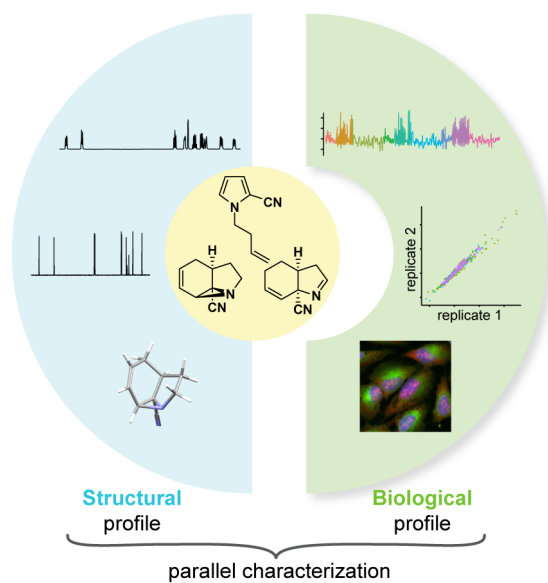 CN
N
H
H
N
CN
N
CN
replicate 2
replicate 1
Structural
profile
Biological
profile
parallel characterization